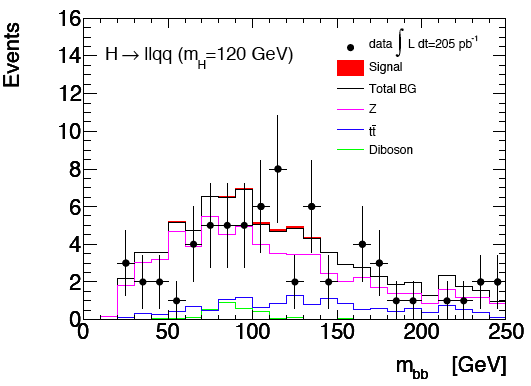 Events
16
14
12
10
8
6
4
2
0
H → llqq (m_H=120 GeV)
data ∫ L dt=205 pb⁻¹
Signal
Total BG
Z
tt̄
Diboson
0 50 100 150 200 250
m_bb [GeV]